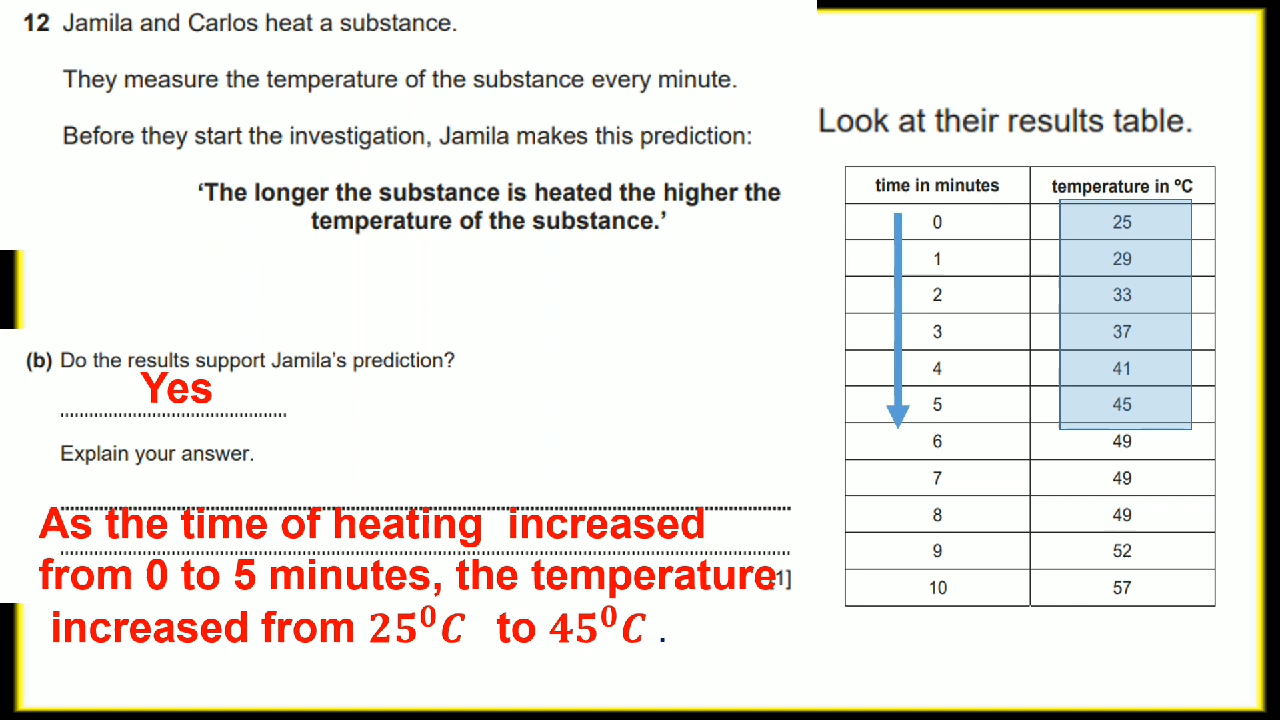 12 Jamila and Carlos heat a substance.
They measure the temperature of the substance every minute.
Before they start the investigation, Jamila makes this prediction:
‘The longer the substance is heated the higher the
temperature of the substance.’
(b) Do the results support Jamila’s prediction?
Yes
Explain your answer.
As the time of heating increased
from 0 to 5 minutes, the temperature
1]
increased from 25⁰C to 45⁰C .
Look at their results table.
time in minutes temperature in ºC
0 25
1 29
2 33
3 37
4 41
5 45
6 49
7 49
8 49
9 52
10 57